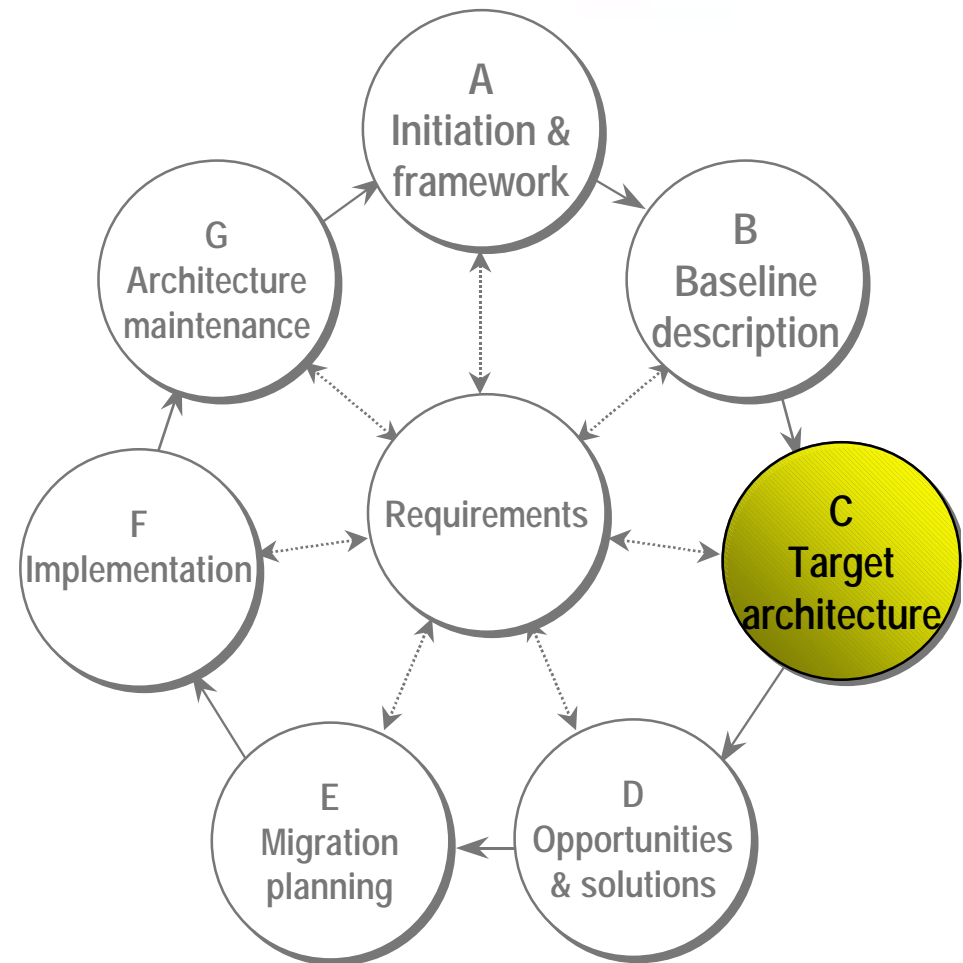 A
Initiation &
framework
B
Baseline
description
G
Architecture
maintenance
Requirements
C
Target
architecture
F
Implementation
E
Migration
planning
D
Opportunities
& solutions